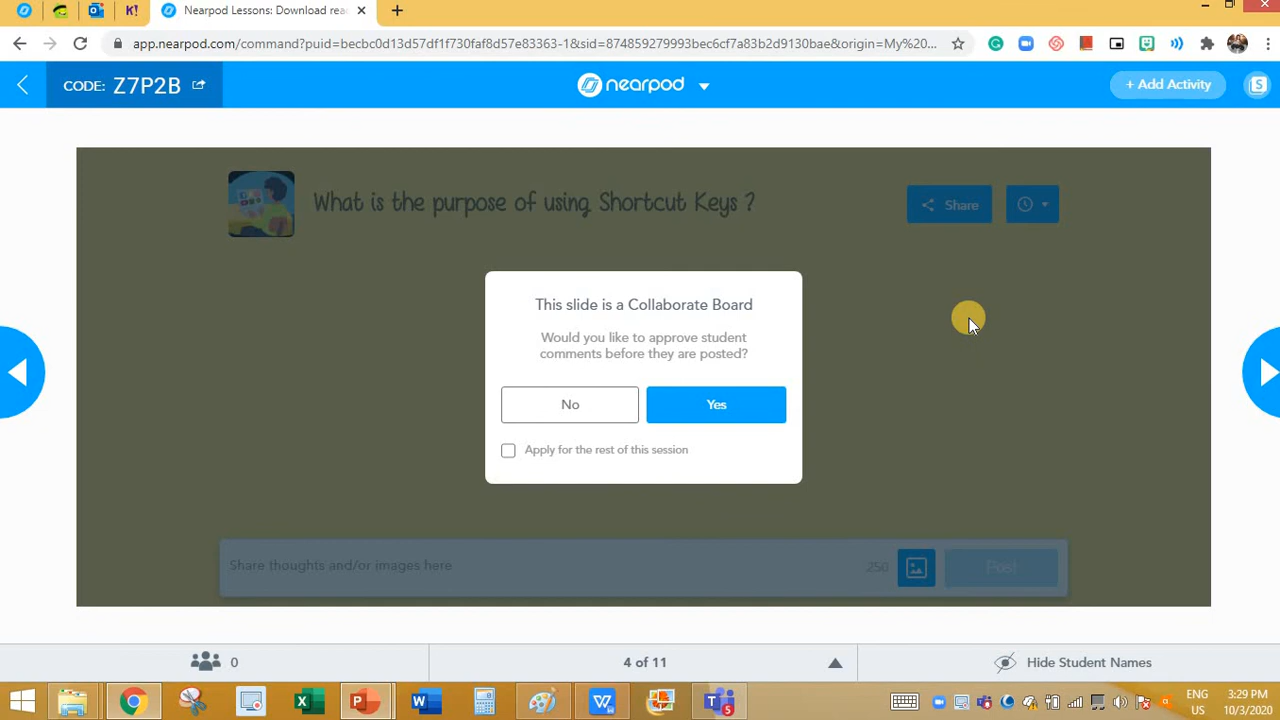 K!
Nearpod Lessons: Download rea
app.nearpod.com/command?puid=becbc0d13d57df1f730faf8d57e83363-1&sid=874859279993bec6cf7a83b2d9130bae&origin=My%20...
CODE: Z7P2B
nearpod
+ Add Activity
S
What is the purpose of using Shortcut Keys ?
Share
This slide is a Collaborate Board
Would you like to approve student
comments before they are posted?
No
Yes
Apply for the rest of this session
Share thoughts and/or images here
250
Post
0
4 of 11
Hide Student Names
ENG
US
3:29 PM
10/3/2020